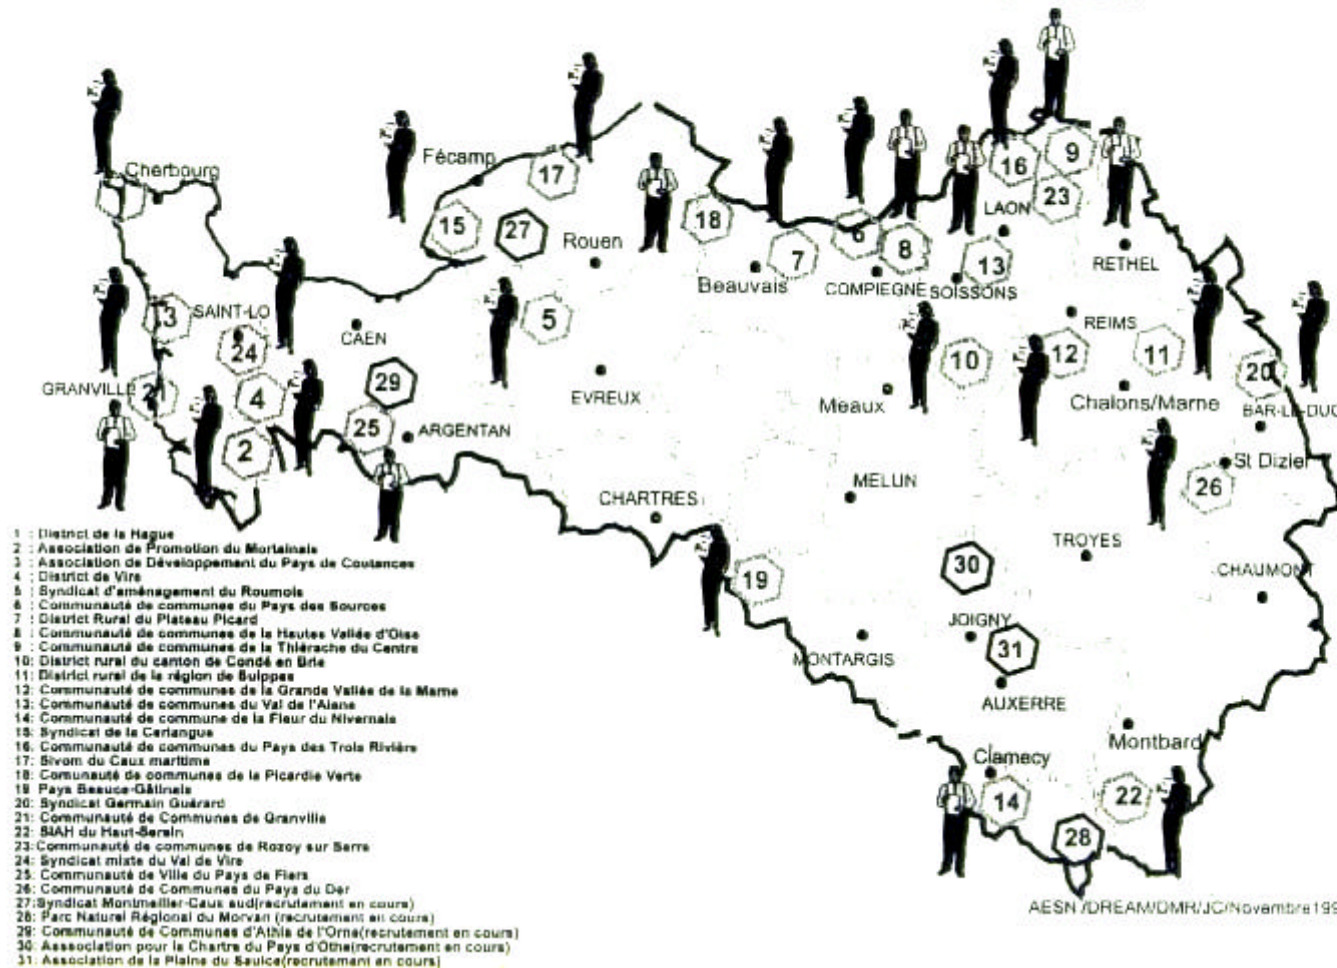 Cherbourg
Fécamp
17
16
9
23
LAON
15
27
Rouen
18
6
8
7
13
Beauvais
COMPIEGNE
SOISSONS
RETHEL
3
SAINT-LO
24
CAEN
5
REIMS
10
12
11
20
GRANVILLE
21
4
29
EVREUX
Meaux
Chalons/Marne
BAR-LE-DUC
2
25
ARGENTAN
St Dizier
26
CHARTRES
MELUN
TROYES
19
30
CHAUMONT
JOIGNY
31
MONTARGIS
AUXERRE
Montbard
Clamecy
14
22
28
1 : District de la Hague
2 : Association de Promotion du Mortainais
3 : Association de Développement du Pays de Coutances
4 : District de Vire
5 : Syndicat d'aménagement du Roumois
6 : Communauté de communes du Pays des Sources
7 : District Rural du Plateau Picard
8 : Communauté de communes de la Hautes Vallée d'Oise
9 : Communauté de communes de la Thiérache du Centre
10: District rural du canton de Condé en Brie
11: District rural de la région de Suippes
12: Communauté de communes de la Grande Vallée de la Marne
13: Communauté de communes du Val de l'Aisne
14: Communauté de commune de la Fleur du Nivernais
15: Syndicat de la Cerlangue
16: Communauté de communes du Pays des Trois Rivière
17: Sivom du Caux maritime
18: Comunauté de communes de la Picardie Verte
19 Pays Beauce-Gâtinais
20: Syndicat Germain Guérard
21: Communauté de Communes de Granville
22: SIAH du Haut-Serein
23:Communauté de communes de Rozoy sur Serre
24: Syndicat mixte du Val de Vire
25: Communauté de Ville du Pays de Flers
26: Communauté de Communes du Pays du Der
27:Syndicat Montmeiller-Caux sud(recrutement en cours)
28: Parc Naturel Régional du Morvan (recrutement en cours)
29: Communauté de Communes d'Athis de l'Orne(recrutement en cours)
30: Association pour la Chartre du Pays d'Othe(recrutement en cours)
31: Association de la Plaine du Saulce(recrutement en cours)
AESN /DREAM/DMR/JC/Novembre199